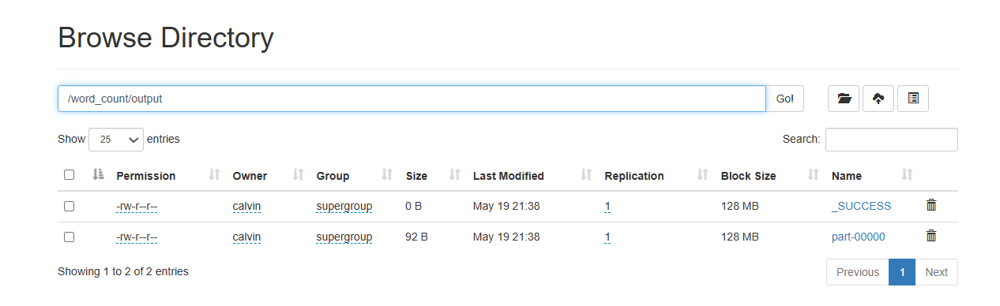 Browse Directory
/word_count/output Go!
Show 25 entries Search:
Permission Owner Group Size Last Modified Replication Block Size Name
-rw-r--r-- calvin supergroup 0 B May 19 21:38 1 128 MB _SUCCESS
-rw-r--r-- calvin supergroup 92 B May 19 21:38 1 128 MB part-00000
Showing 1 to 2 of 2 entries Previous 1 Next